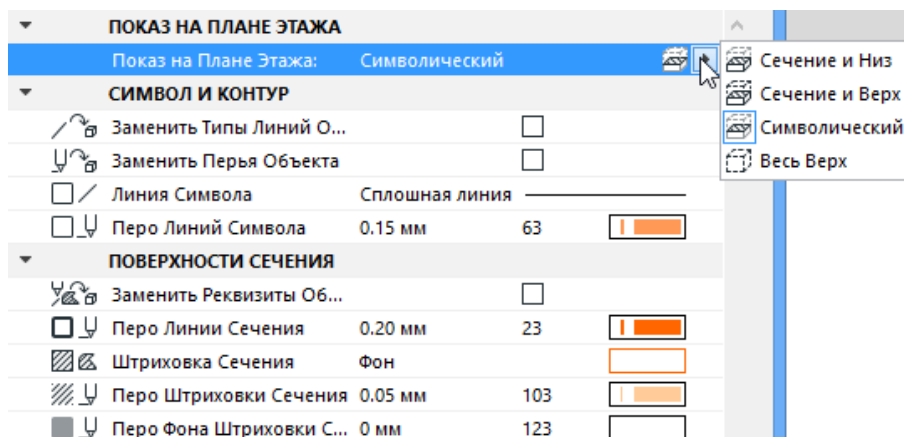 ПОКАЗ НА ПЛАНЕ ЭТАЖА
Показ на Плане Этажа: Символический
СИМВОЛ И КОНТУР
Заменить Типы Линий О...
Заменить Перья Объекта
Линия Символа Сплошная линия
Перо Линий Символа 0.15 мм 63
ПОВЕРХНОСТИ СЕЧЕНИЯ
Заменить Реквизиты Об...
Перо Линии Сечения 0.20 мм 23
Штриховка Сечения Фон
Перо Штриховки Сечения 0.05 мм 103
Перо Фона Штриховки С... 0 мм 123
Сечение и Низ
Сечение и Верх
Символический
Весь Верх